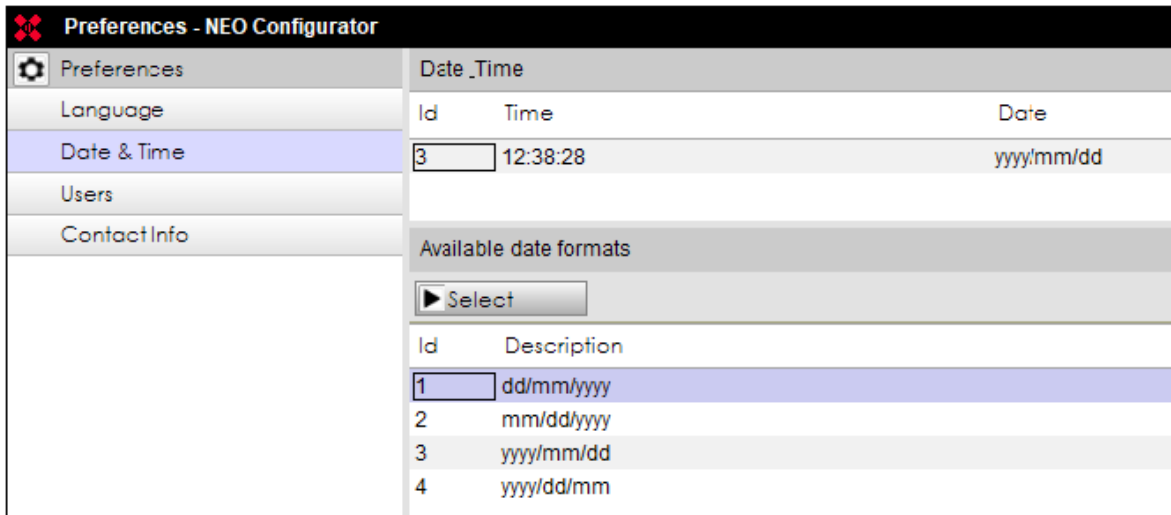 Preferences - NEO Configurator
Preferences
Language
Date & Time
Users
Contact Info
Date _Time
Id Time Date
3 12:38:28 yyyy/mm/dd
Available date formats
Select
Id Description
1 dd/mm/yyyy
2 mm/dd/yyyy
3 yyyy/mm/dd
4 yyyy/dd/mm